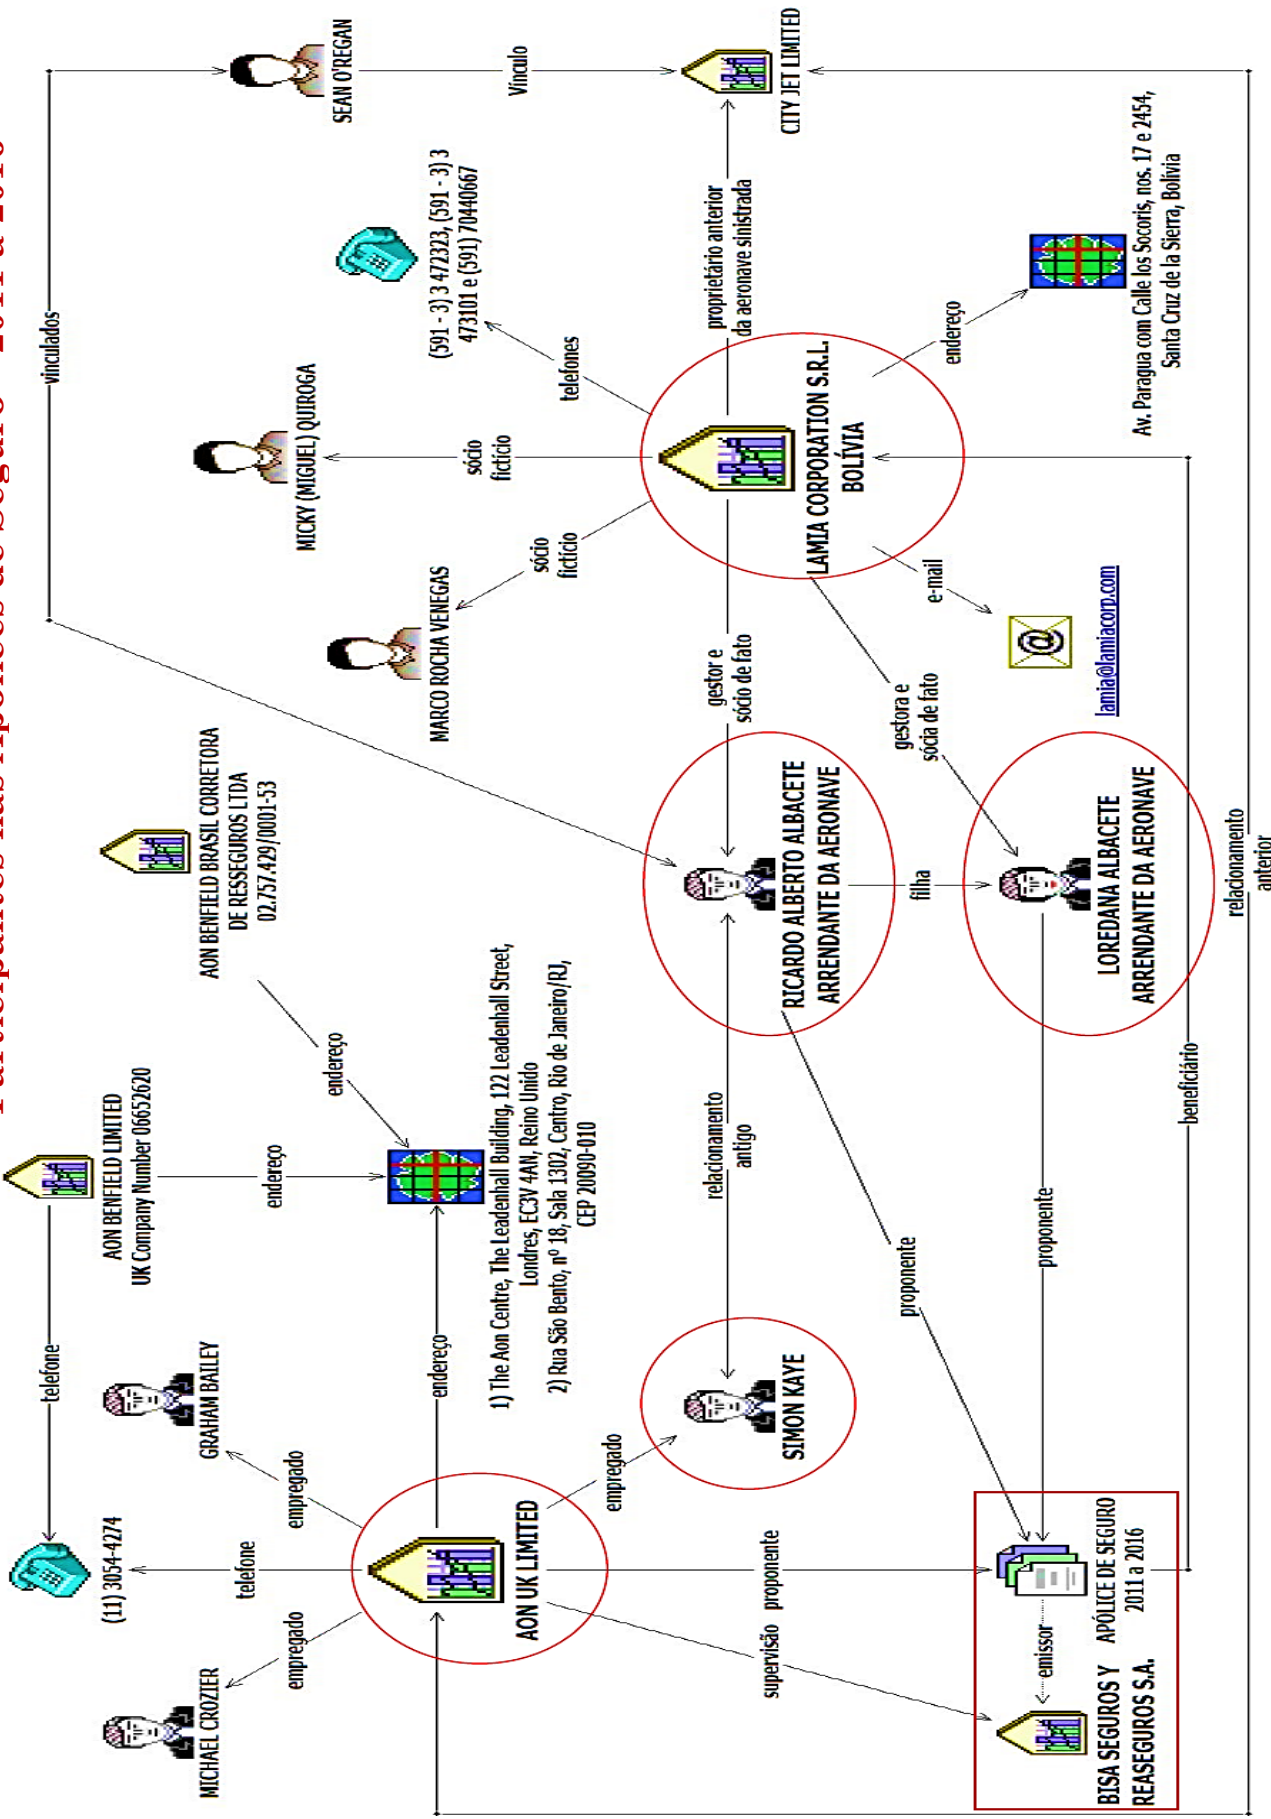 Participantes nas Apólices de Seguro - 2011 a 2016
vinculados
telefone
AON BENFIELD LIMITED
UK Company Number 06652620
(11) 3054-4274
MICHAEL CROZIER
GRAHAM BAILEY
AON BENFIELD BRASIL CORRETORA
DE RESSEGUROS LTDA
02.757.429/0001-53
MICKY (MIGUEL) QUIROGA
SEAN O'REGAN
empregado
telefone
empregado
endereço
endereço
MARCO ROCHA VENEGAS
(591 - 3) 3 472323, (591 - 3) 3
473101 e (591) 70440667
sócio
fictício
sócio
fictício
telefones
Vínculo
endereço
AON UK LIMITED
1) The Aon Centre, The Leadenhall Building, 122 Leadenhall Street,
Londres, EC3V 4AN, Reino Unido
2) Rua São Bento, nº 18, Sala 1302, Centro, Rio de Janeiro/RJ,
CEP 20090-010
empregado
relacionamento
antigo
gestor e
sócio de fato
proprietário anterior
da aeronave sinistrada
CITY JET LIMITED
SIMON KAYE
RICARDO ALBERTO ALBACETE
ARRENDANTE DA AERONAVE
LAMIA CORPORATION S.R.L.
BOLÍVIA
supervisão
proponente
proponente
filha
gestora e
sócia de fato
e-mail
endereço
emissor
proponente
BISA SEGUROS Y
REASEGUROS S.A.
APÓLICE DE SEGURO
2011 a 2016
LOREDANA ALBACETE
ARRENDANTE DA AERONAVE
lamia@lamiacorp.com
Av. Paragua com Calle los Socoris, nos. 17 e 2454,
Santa Cruz de la Sierra, Bolívia
beneficiário
relacionamento
anterior